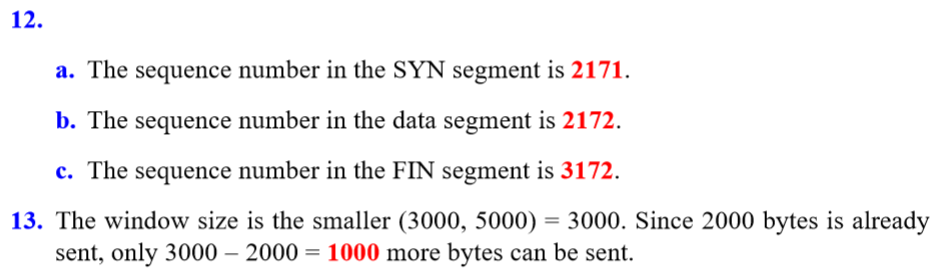 12.
a. The sequence number in the SYN segment is 2171.
b. The sequence number in the data segment is 2172.
c. The sequence number in the FIN segment is 3172.
13. The window size is the smaller (3000, 5000) = 3000. Since 2000 bytes is already
sent, only 3000 – 2000 = 1000 more bytes can be sent.